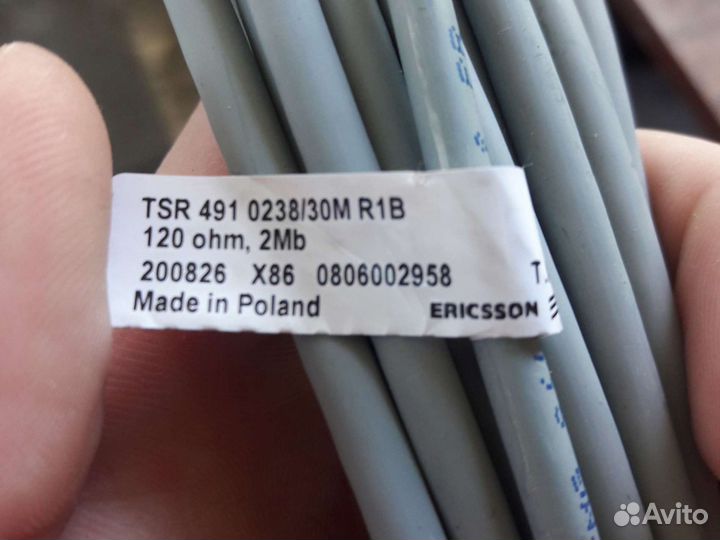 TSR 491 0238/30M R1B
120 ohm, 2Mb
200826 X86 0806002958 T.
Made in Poland ERICSSON
Avito